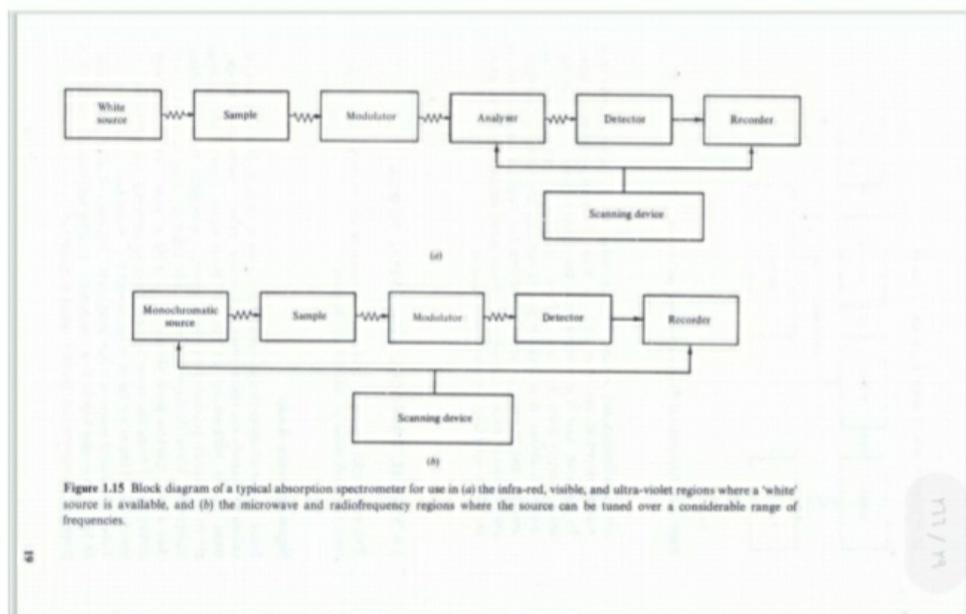 White
source
Sample
Modulator
Analyser
Detector
Recorder
Scanning device
(a)
Monochromatic
source
Sample
Modulator
Detector
Recorder
Scanning device
(b)
Figure 1.15 Block diagram of a typical absorption spectrometer for use in (a) the infra-red, visible, and ultra-violet regions where a 'white'
source is available, and (b) the microwave and radiofrequency regions where the source can be tuned over a considerable range of
frequencies.
19